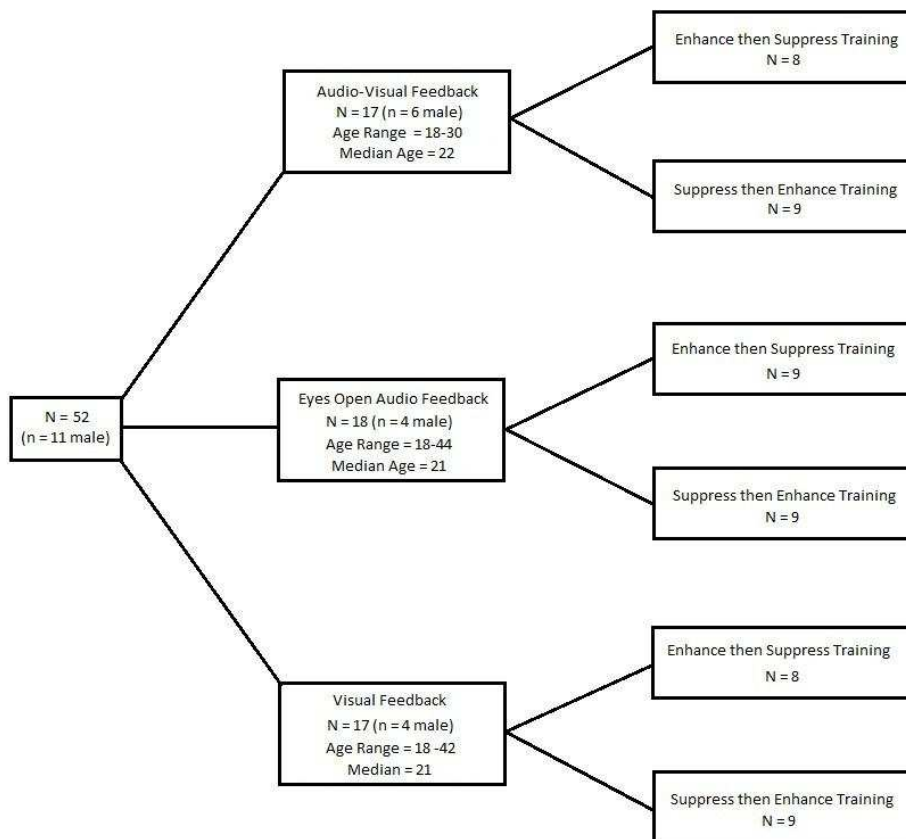 N = 52
(n = 11 male)
Audio-Visual Feedback
N = 17 (n = 6 male)
Age Range = 18-30
Median Age = 22
Enhance then Suppress Training
N = 8
Suppress then Enhance Training
N = 9
Eyes Open Audio Feedback
N = 18 (n = 4 male)
Age Range = 18-44
Median Age = 21
Enhance then Suppress Training
N = 9
Suppress then Enhance Training
N = 9
Visual Feedback
N = 17 (n = 4 male)
Age Range = 18 -42
Median = 21
Enhance then Suppress Training
N = 8
Suppress then Enhance Training
N = 9